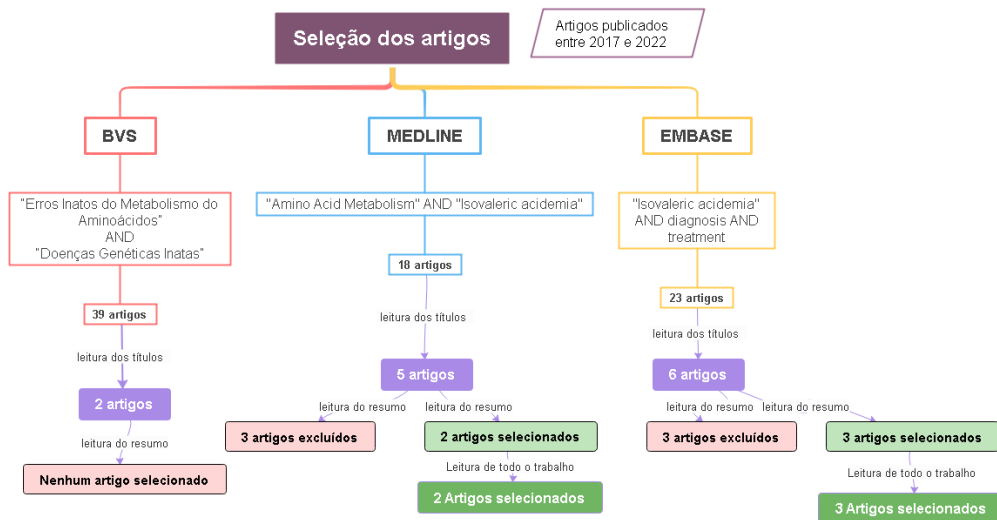 Seleção dos artigos
Artigos publicados
entre 2017 e 2022
BVS
MEDLINE
EMBASE
"Erros Inatos do Metabolismo do
Aminoácidos"
AND
"Doenças Genéticas Inatas"
"Amino Acid Metabolism" AND "Isovaleric acidemia"
"Isovaleric acidemia"
AND diagnosis AND
treatment
39 artigos
18 artigos
23 artigos
leitura dos títulos
leitura dos títulos
leitura dos títulos
2 artigos
5 artigos
6 artigos
leitura do resumo
leitura do resumo
leitura do resumo
leitura do resumo
leitura do resumo
Nenhum artigo selecionado
3 artigos excluídos
2 artigos selecionados
3 artigos excluídos
3 artigos selecionados
Leitura de todo o trabalho
Leitura de todo o trabalho
2 Artigos selecionados
3 Artigos selecionados